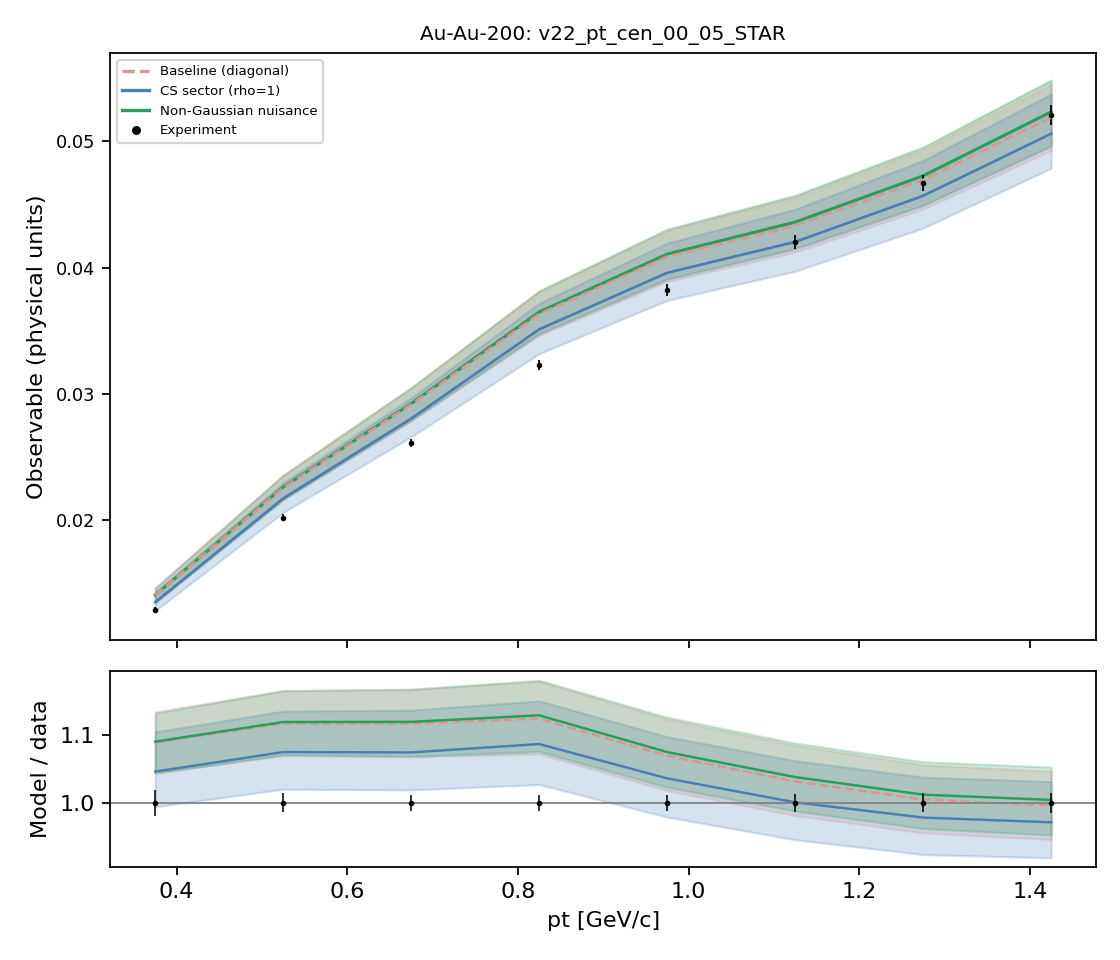 Au-Au-200: v22_pt_cen_00_05_STAR
Baseline (diagonal)
CS sector (rho=1)
Non-Gaussian nuisance
Experiment
Observable (physical units)
0.05
0.04
0.03
0.02
Model / data
1.1
1.0
0.4 0.6 0.8 1.0 1.2 1.4
pt [GeV/c]